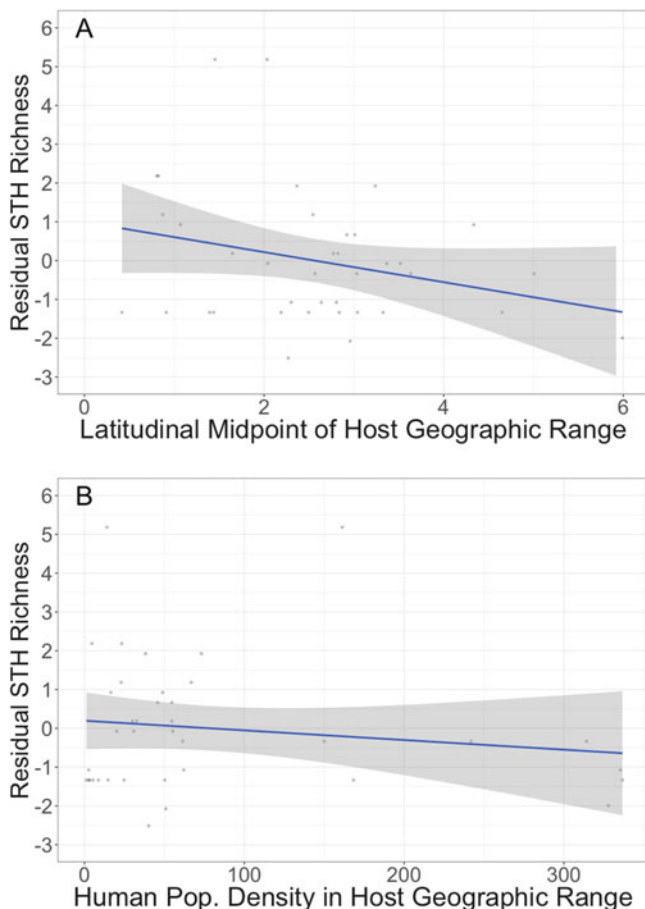 A
6
5
4
3
2
1
0
-1
-2
-3
Residual STH Richness
0 2 4 6
Latitudinal Midpoint of Host Geographic Range
B
6
5
4
3
2
1
0
-1
-2
-3
Residual STH Richness
0 100 200 300
Human Pop. Density in Host Geographic Range